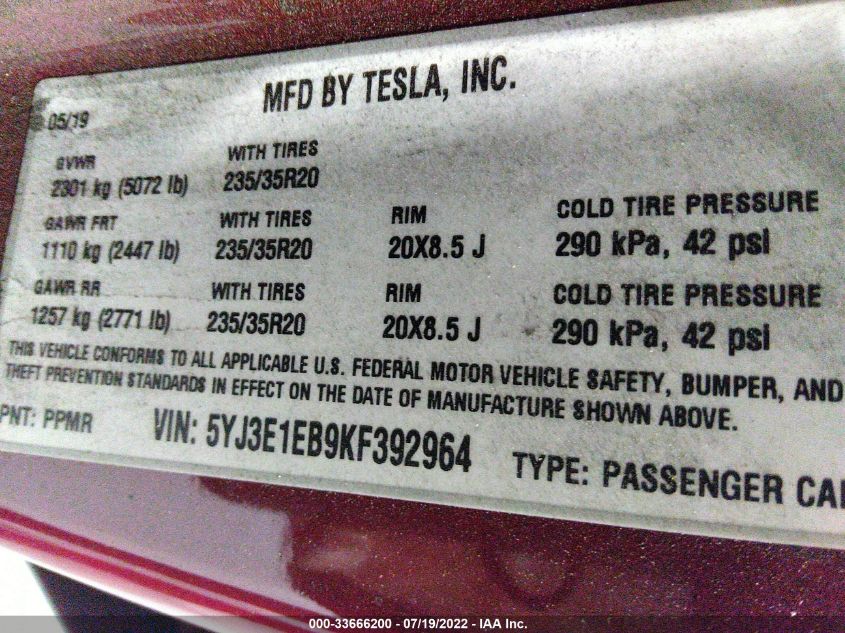 MFD BY TESLA, INC.
05/19
GVWR
2301 kg (5072 lb)
WITH TIRES
235/35R20
GAWR FRT
1110 kg (2447 lb)
WITH TIRES
235/35R20
RIM
20X8.5 J
COLD TIRE PRESSURE
290 kPa, 42 psi
GAWR RR
1257 kg (2771 lb)
WITH TIRES
235/35R20
RIM
20X8.5 J
COLD TIRE PRESSURE
290 kPa, 42 psi
THIS VEHICLE CONFORMS TO ALL APPLICABLE U.S. FEDERAL MOTOR VEHICLE SAFETY, BUMPER, AND
THEFT PREVENTION STANDARDS IN EFFECT ON THE DATE OF MANUFACTURE SHOWN ABOVE.
PNT: PPMR VIN: 5YJ3E1EB9KF392964 TYPE: PASSENGER CA
000-33666200 - 07/19/2022 - IAA Inc.